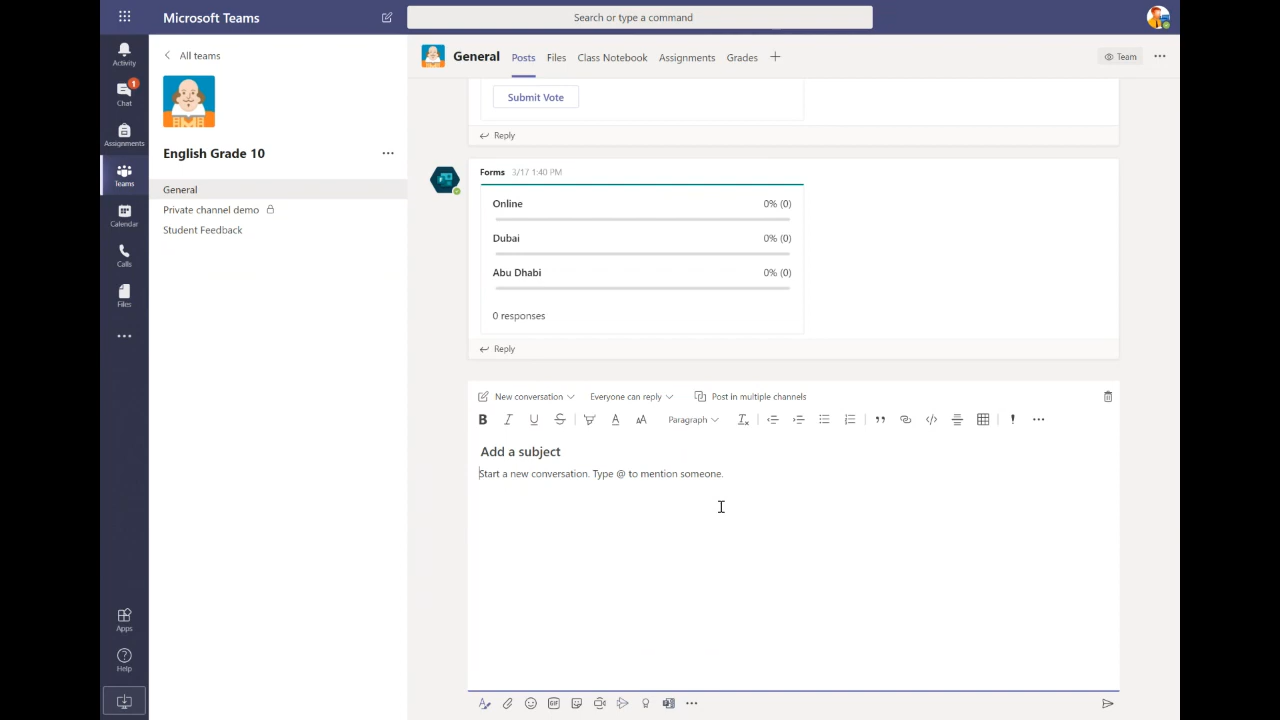 Microsoft Teams
Search or type a command
Activity
Chat
1
Assignments
Teams
Calendar
Calls
Files
Apps
Help
All teams
English Grade 10
General
Private channel demo
Student Feedback
General Posts Files Class Notebook Assignments Grades
Team
Submit Vote
Reply
Forms 3/17 1:40 PM
Online 0% (0)
Dubai 0% (0)
Abu Dhabi 0% (0)
0 responses
Reply
New conversation Everyone can reply Post in multiple channels
B I U S A AA Paragraph
Add a subject
Start a new conversation. Type @ to mention someone.
GIF